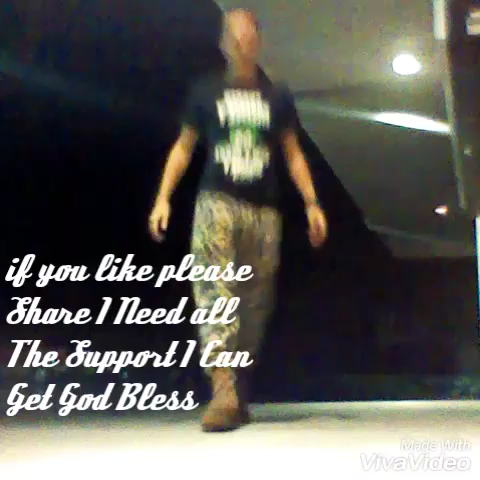 if you like please
Share I Need all
The Support I Can
Get God Bless
Made With
VivaVideo